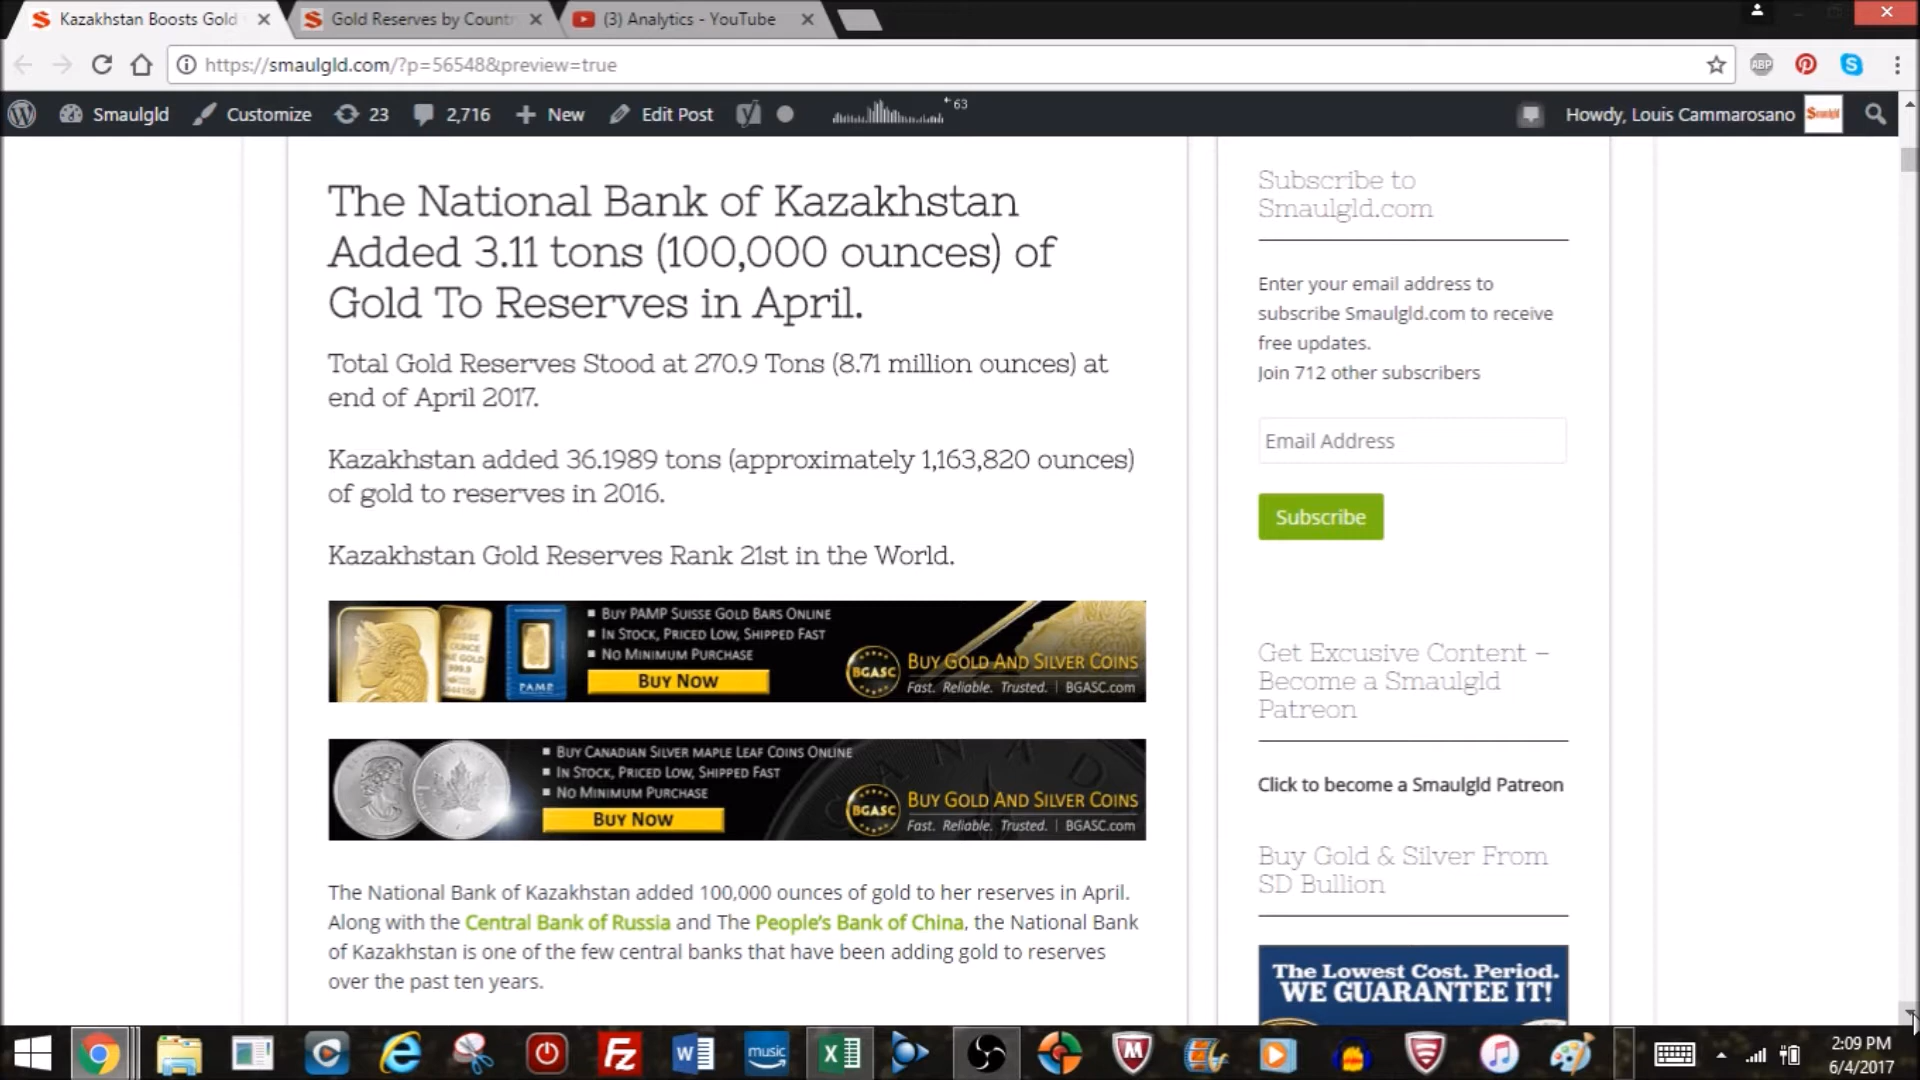 Kazakhstan Boosts Gold
Gold Reserves by Countr
(3) Analytics - YouTube
https://smaulgld.com/?p=56548&preview=true
ABP
Smaulgld
Customize
23
2,716
New
Edit Post
63
Howdy, Louis Cammarosano
Smaulgld
The National Bank of Kazakhstan
Added 3.11 tons (100,000 ounces) of
Gold To Reserves in April.
Total Gold Reserves Stood at 270.9 Tons (8.71 million ounces) at
end of April 2017.
Kazakhstan added 36.1989 tons (approximately 1,163,820 ounces)
of gold to reserves in 2016.
Kazakhstan Gold Reserves Rank 21st in the World.
SUISSE
1 OUNCE
FINE GOLD
999.9
PAMP
BUY PAMP SUISSE GOLD BARS ONLINE
IN STOCK, PRICED LOW, SHIPPED FAST
NO MINIMUM PURCHASE
BUY NOW
BGASC
BUY GOLD AND SILVER COINS
Fast. Reliable. Trusted. | BGASC.com
BUY CANADIAN SILVER MAPLE LEAF COINS ONLINE
IN STOCK, PRICED LOW, SHIPPED FAST
NO MINIMUM PURCHASE
BUY NOW
CANAD
BGASC
BUY GOLD AND SILVER COINS
Fast. Reliable. Trusted. | BGASC.com
The National Bank of Kazakhstan added 100,000 ounces of gold to her reserves in April.
Along with the Central Bank of Russia and The People's Bank of China, the National Bank
of Kazakhstan is one of the few central banks that have been adding gold to reserves
over the past ten years.
Subscribe to
Smaulgld.com
Enter your email address to
subscribe Smaulgld.com to receive
free updates.
Join 712 other subscribers
Email Address
Subscribe
Get Excusive Content –
Become a Smaulgld
Patreon
Click to become a Smaulgld Patreon
Buy Gold & Silver From
SD Bullion
The Lowest Cost. Period.
WE GUARANTEE IT!
music
2:09 PM
6/4/2017